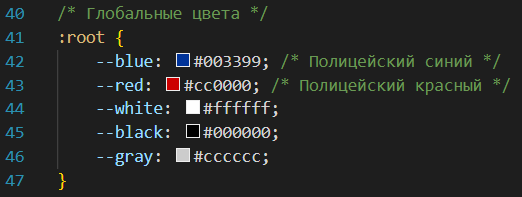 40 /* Глобальные цвета */
41 :root {
42 --blue: #003399; /* Полицейский синий */
43 --red: #cc0000; /* Полицейский красный */
44 --white: #ffffff;
45 --black: #000000;
46 --gray: #cccccc;
47 }